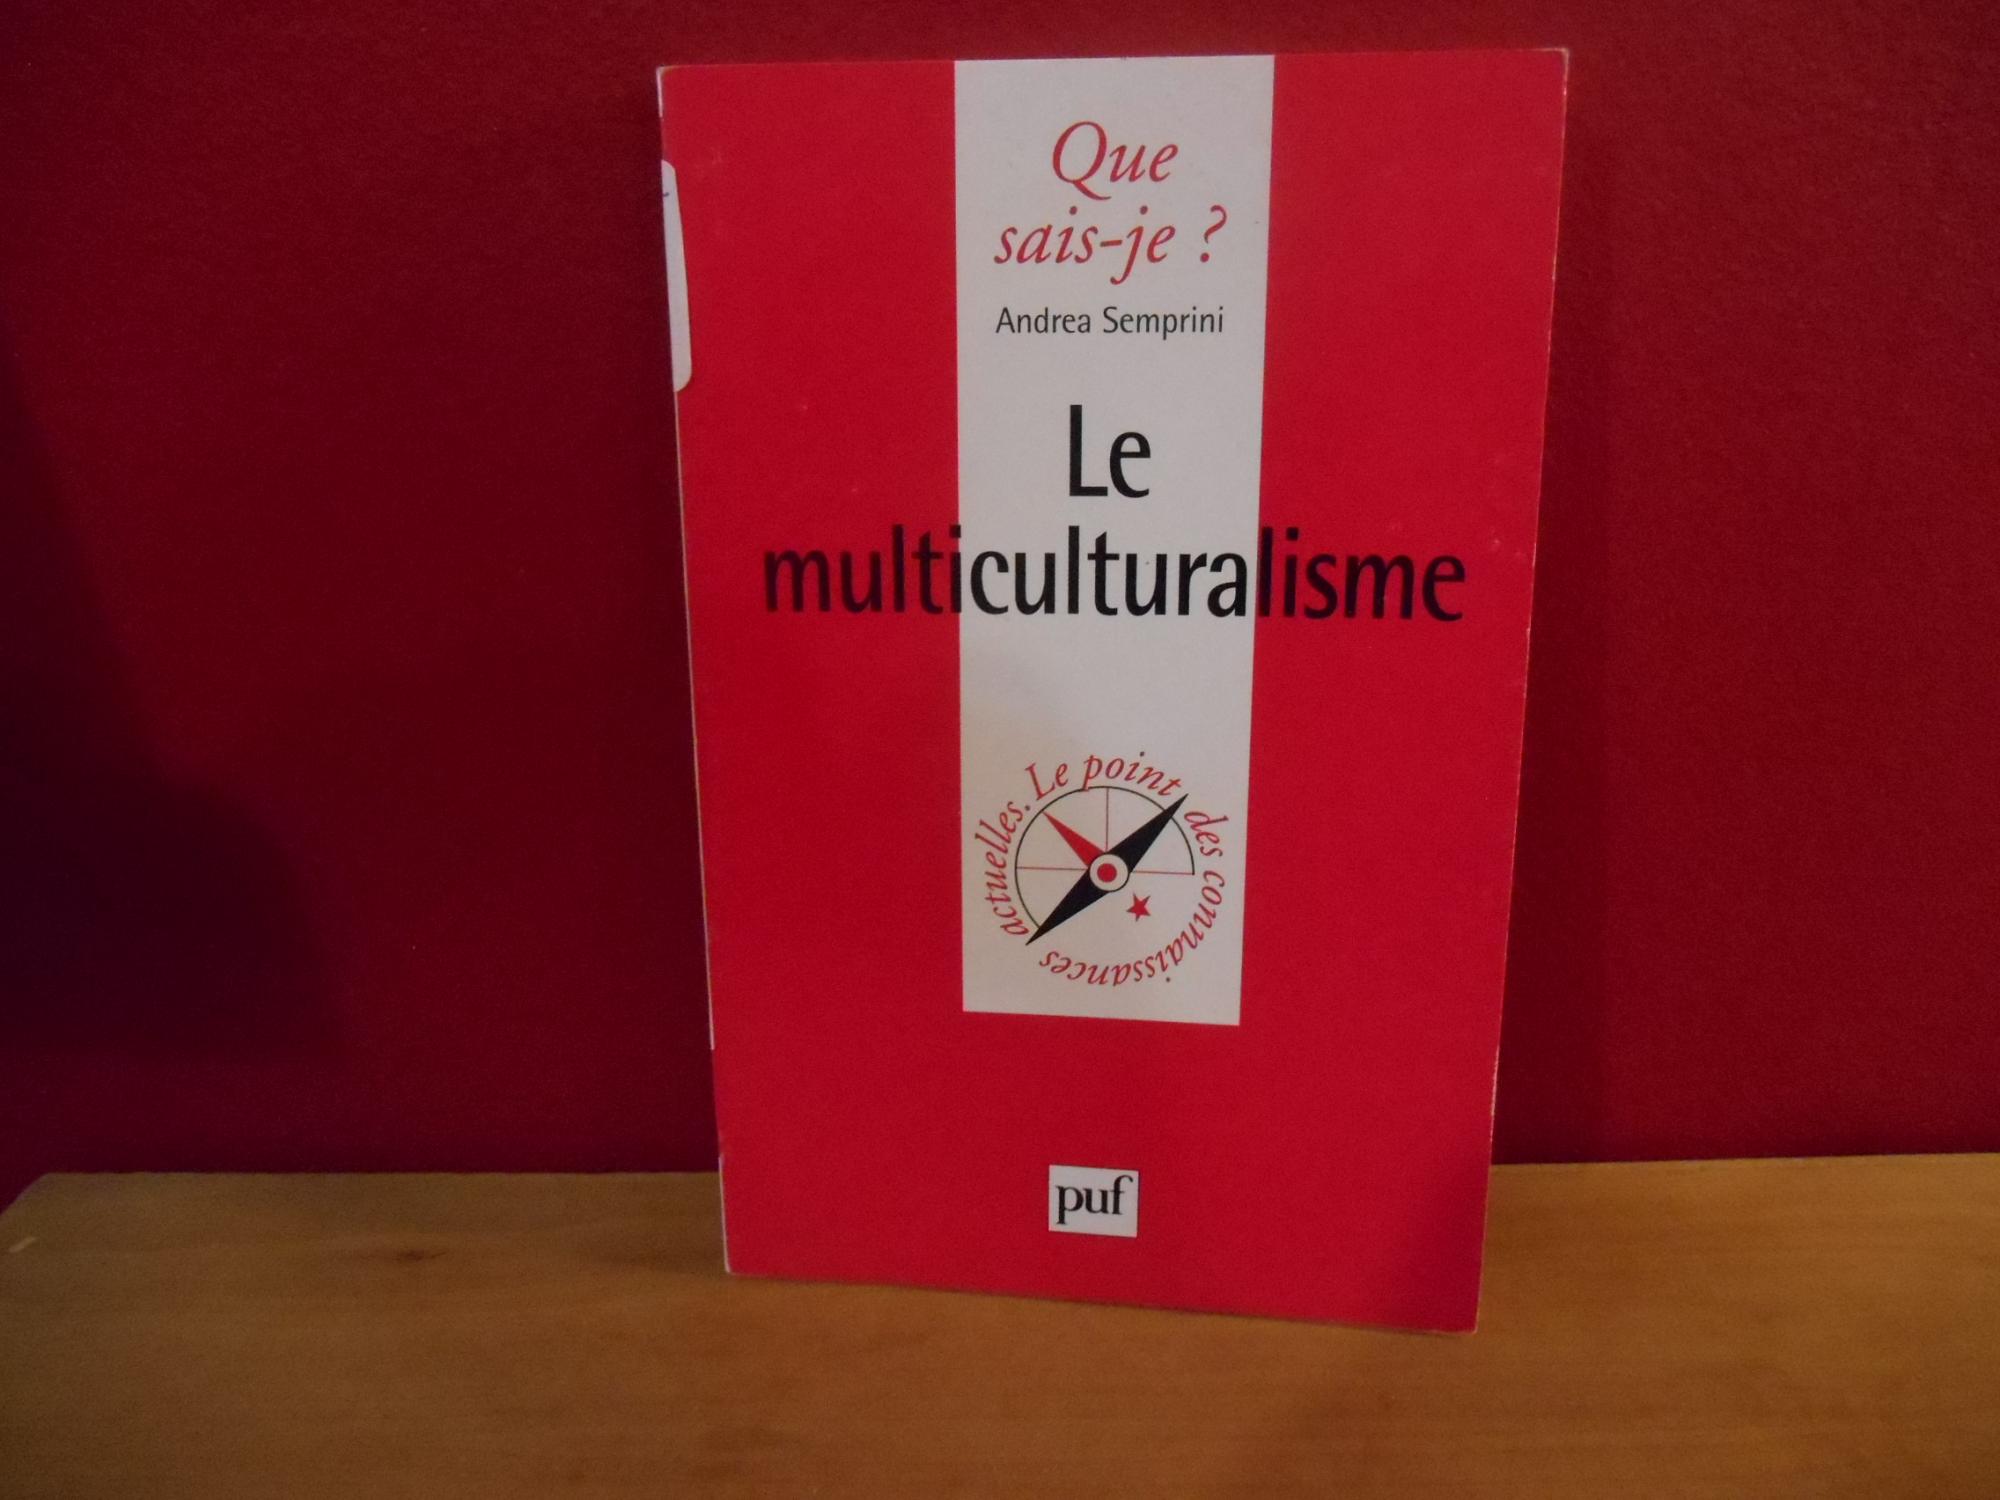 Que
sais-je ?
Andrea Semprini
Le
multiculturalisme
Le point des connaissances actuelles.
puf